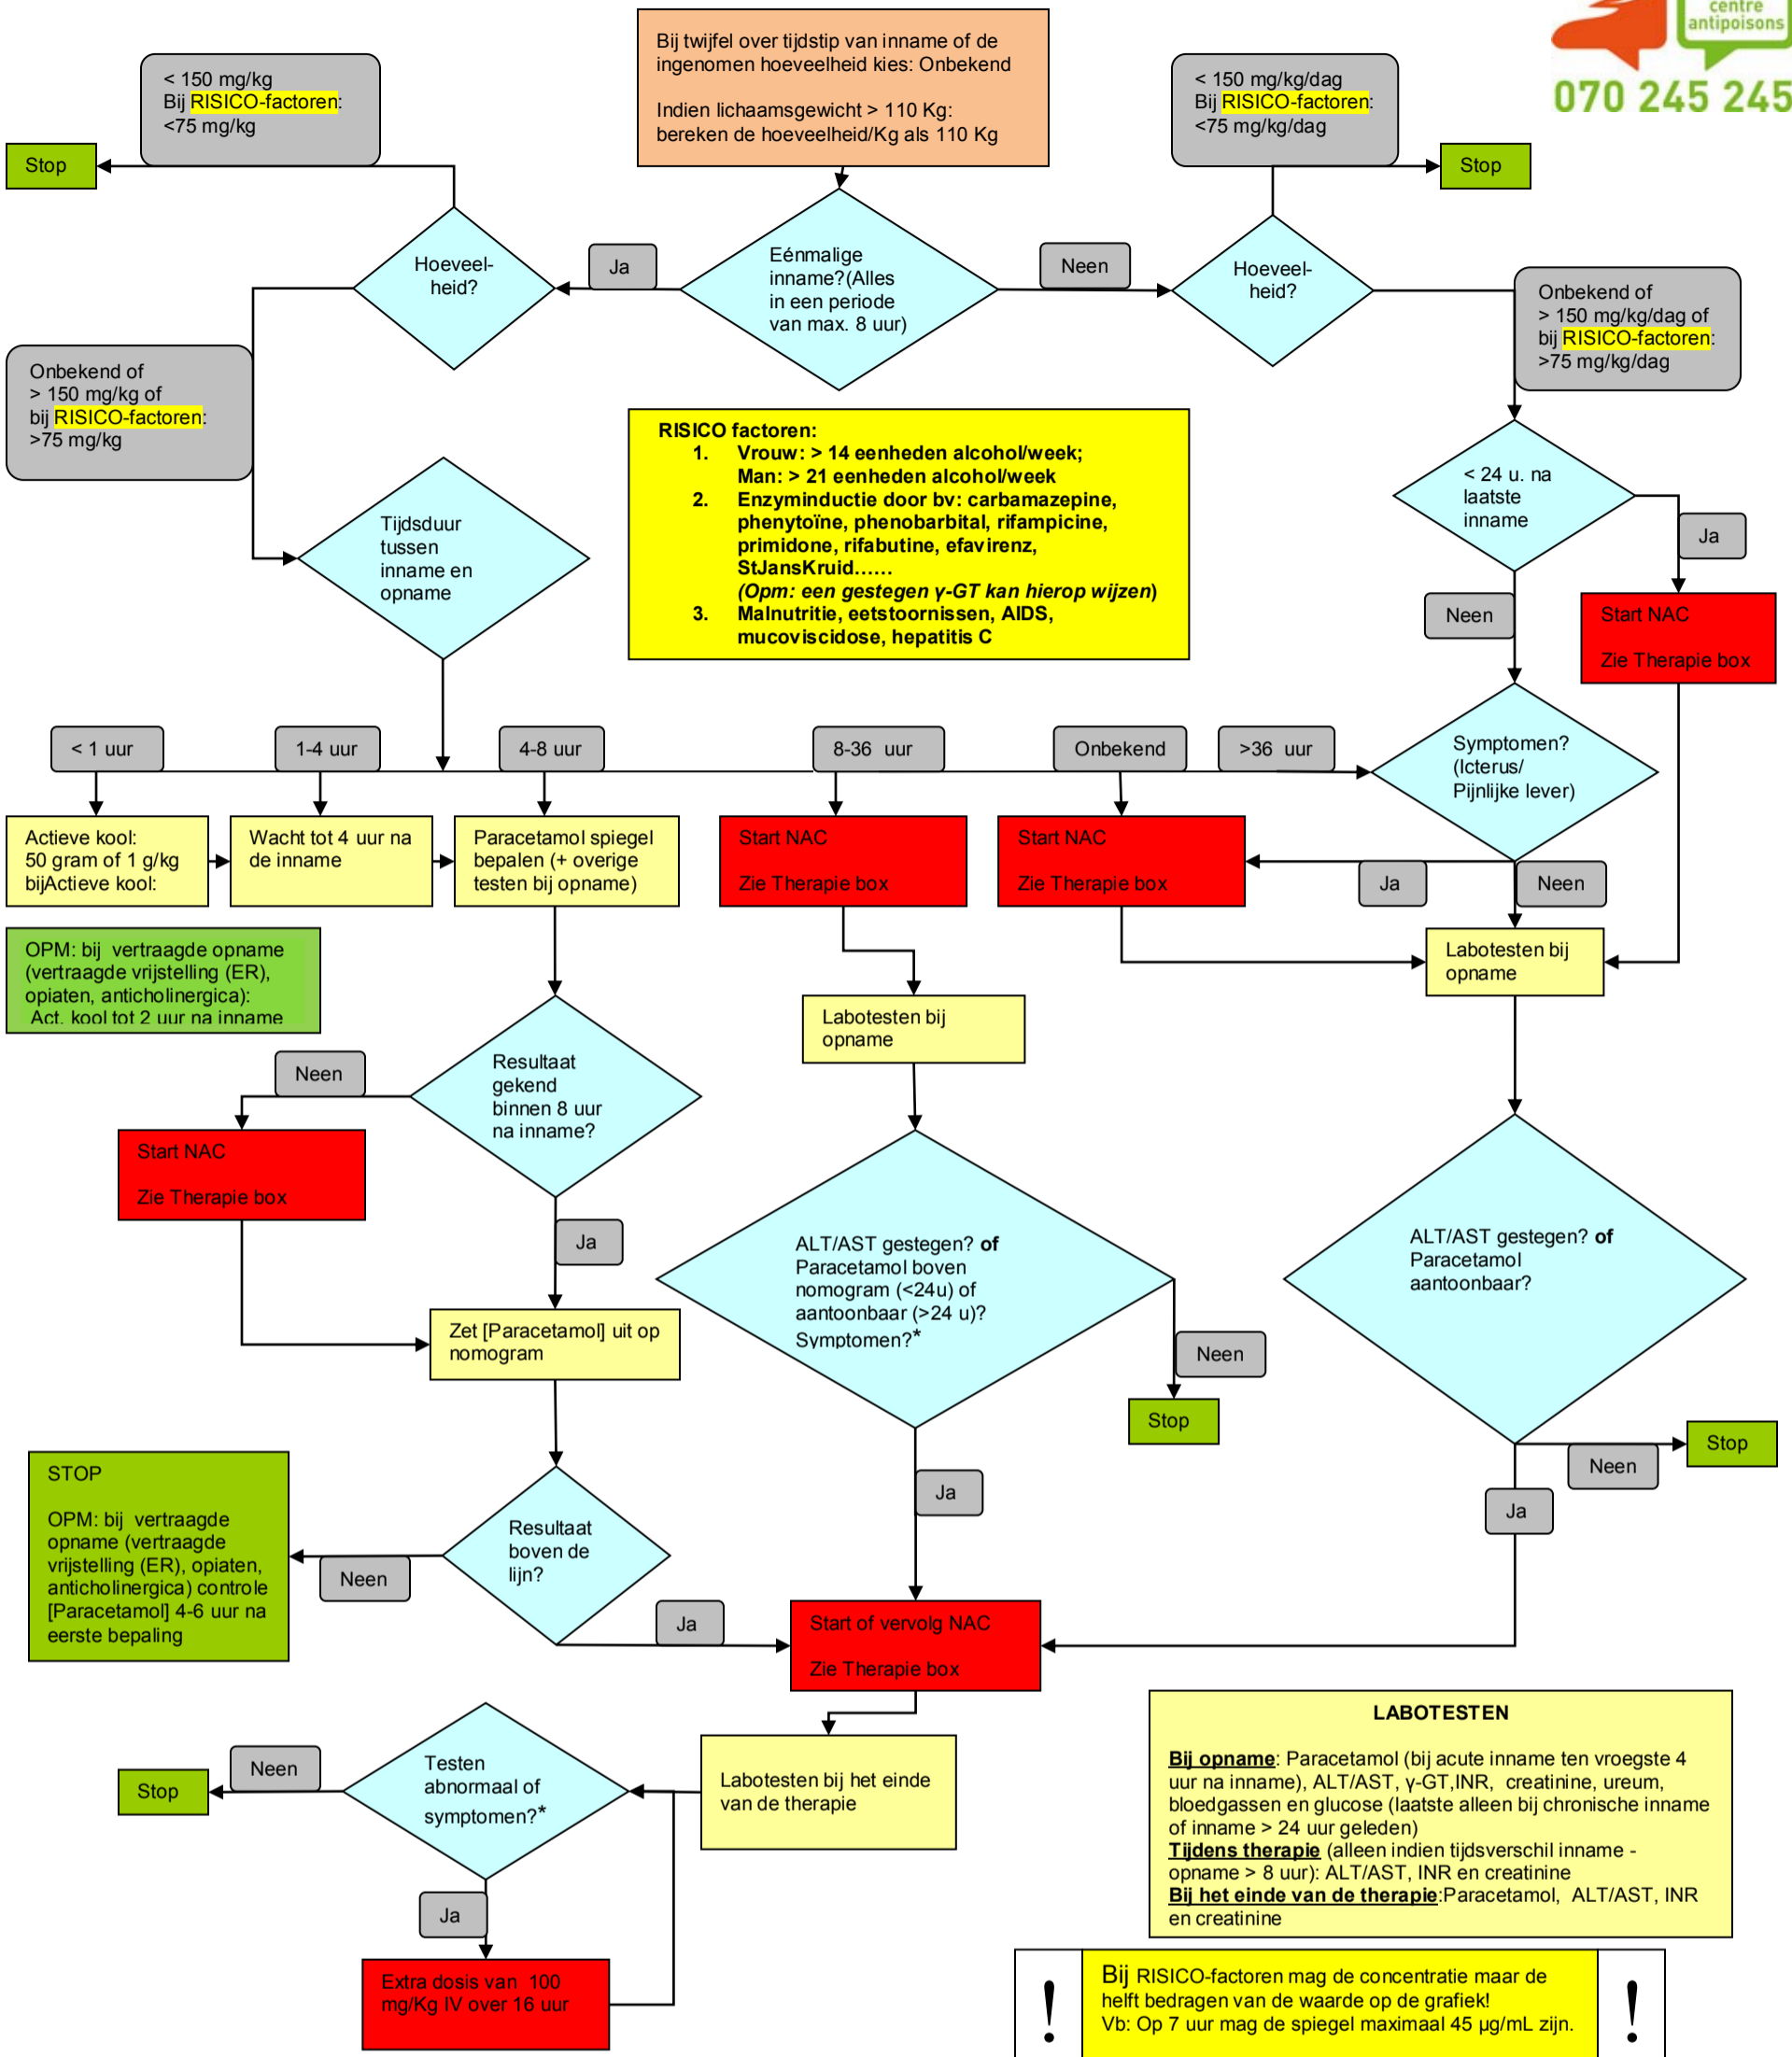 centre
antipoisons
070 245 245
Bij twijfel over tijdstip van inname of de
ingenomen hoeveelheid kies: Onbekend
Indien lichaamsgewicht > 110 Kg:
bereken de hoeveelheid/Kg als 110 Kg
< 150 mg/kg
Bij RISICO-factoren:
<75 mg/kg
< 150 mg/kg/dag
Bij RISICO-factoren:
<75 mg/kg/dag
Stop
Stop
Hoeveel-
heid?
Ja
Eénmalige
inname?(Alles
in een periode
van max. 8 uur)
Neen
Hoeveel-
heid?
Onbekend of
> 150 mg/kg of
bij RISICO-factoren:
>75 mg/kg
Onbekend of
> 150 mg/kg/dag of
bij RISICO-factoren:
>75 mg/kg/dag
RISICO factoren:
1. Vrouw: > 14 eenheden alcohol/week;
Man: > 21 eenheden alcohol/week
2. Enzyminductie door bv: carbamazepine,
phenytoïne, phenobarbital, rifampicine,
primidone, rifabutine, efavirenz,
StJansKruid......
(Opm: een gestegen γ-GT kan hierop wijzen)
3. Malnutritie, eetstoornissen, AIDS,
mucoviscidose, hepatitis C
Tijdsduur
tussen
inname en
opname
< 24 u. na
laatste
inname
Ja
Neen
Start NAC
Zie Therapie box
< 1 uur
1-4 uur
4-8 uur
8-36 uur
Onbekend
>36 uur
Symptomen?
(Icterus/
Pijnlijke lever)
Actieve kool:
50 gram of 1 g/kg
bijActieve kool:
Wacht tot 4 uur na
de inname
Paracetamol spiegel
bepalen (+ overige
testen bij opname)
Start NAC
Zie Therapie box
Start NAC
Zie Therapie box
Ja
Neen
OPM: bij vertraagde opname
(vertraagde vrijstelling (ER),
opiaten, anticholinergica):
Act. kool tot 2 uur na inname
Labotesten bij
opname
Labotesten bij
opname
Neen
Resultaat
gekend
binnen 8 uur
na inname?
Start NAC
Zie Therapie box
Ja
Zet [Paracetamol] uit op
nomogram
ALT/AST gestegen? of
Paracetamol boven
nomogram (<24u) of
aantoonbaar (>24 u)?
Symptomen?*
Neen
Stop
Ja
ALT/AST gestegen? of
Paracetamol
aantoonbaar?
Stop
Neen
Ja
STOP
OPM: bij vertraagde
opname (vertraagde
vrijstelling (ER), opiaten,
anticholinergica) controle
[Paracetamol] 4-6 uur na
eerste bepaling
Neen
Resultaat
boven de
lijn?
Ja
Start of vervolg NAC
Zie Therapie box
Stop
Neen
Testen
abnormaal of
symptomen?*
Labotesten bij het einde
van de therapie
Ja
Extra dosis van 100
mg/Kg IV over 16 uur
LABOTESTEN
Bij opname: Paracetamol (bij acute inname ten vroegste 4
uur na inname), ALT/AST, γ-GT,INR, creatinine, ureum,
bloedgassen en glucose (laatste alleen bij chronische inname
of inname > 24 uur geleden)
Tijdens therapie (alleen indien tijdsverschil inname -
opname > 8 uur): ALT/AST, INR en creatinine
Bij het einde van de therapie:Paracetamol, ALT/AST, INR
en creatinine
!
Bij RISICO-factoren mag de concentratie maar de
helft bedragen van de waarde op de grafiek!
Vb: Op 7 uur mag de spiegel maximaal 45 µg/mL zijn.
!